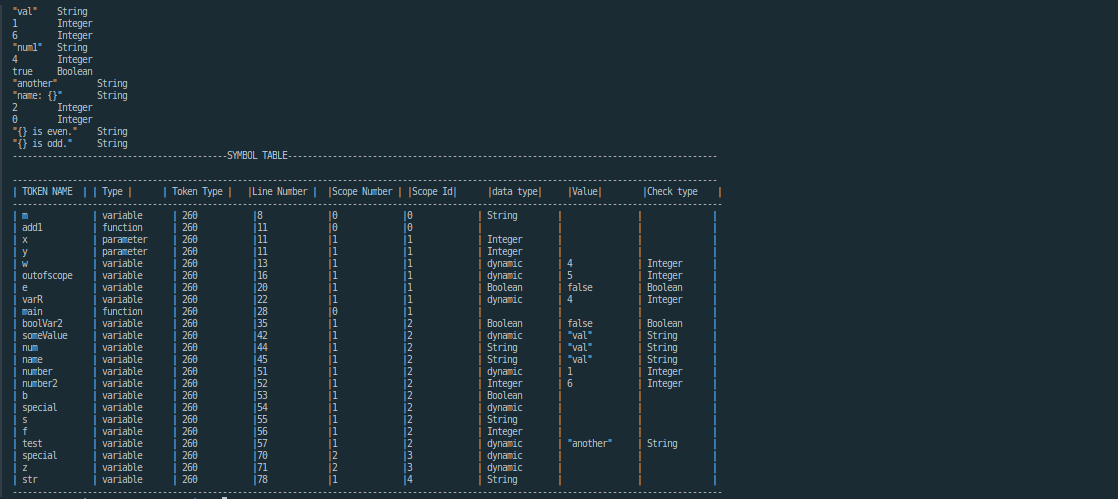 "val" String
1 Integer
6 Integer
"num1" String
4 Integer
true Boolean
"another" String
"name: {}" String
2 Integer
0 Integer
"{} is even." String
"{} is odd." String
-------------------------------------------SYMBOL TABLE--------------------------------------------------------------------------------------
---------------------------------------------------------------------------------------------------------------------------------------------
| TOKEN NAME | | Type | | Token Type | |Line Number | |Scope Number | |Scope Id| |data type| |Value| |Check type |
----------------------------------------------------------------------------------------------------------------------------------------------
| m | variable | 260 |8 |0 |0 | String | | |
| add1 | function | 260 |11 |0 |0 | | | |
| x | parameter | 260 |11 |1 |1 | Integer | | |
| y | parameter | 260 |11 |1 |1 | Integer | | |
| w | variable | 260 |13 |1 |1 | dynamic | 4 | Integer |
| outofscope | variable | 260 |16 |1 |1 | dynamic | 5 | Integer |
| e | variable | 260 |20 |1 |1 | Boolean | false | Boolean |
| varR | variable | 260 |22 |1 |1 | dynamic | 4 | Integer |
| main | function | 260 |28 |0 |1 | | | |
| boolVar2 | variable | 260 |35 |1 |2 | Boolean | false | Boolean |
| someValue | variable | 260 |42 |1 |2 | dynamic | "val" | String |
| num | variable | 260 |44 |1 |2 | String | "val" | String |
| name | variable | 260 |45 |1 |2 | String | "val" | String |
| number | variable | 260 |51 |1 |2 | dynamic | 1 | Integer |
| number2 | variable | 260 |52 |1 |2 | Integer | 6 | Integer |
| b | variable | 260 |53 |1 |2 | Boolean | | |
| special | variable | 260 |54 |1 |2 | dynamic | | |
| s | variable | 260 |55 |1 |2 | String | | |
| f | variable | 260 |56 |1 |2 | Integer | | |
| test | variable | 260 |57 |1 |2 | dynamic | "another" | String |
| special | variable | 260 |70 |2 |3 | dynamic | | |
| z | variable | 260 |71 |2 |3 | dynamic | | |
| str | variable | 260 |78 |1 |4 | String | | |
----------------------------------------------------------------------------------------------------------------------------------------------